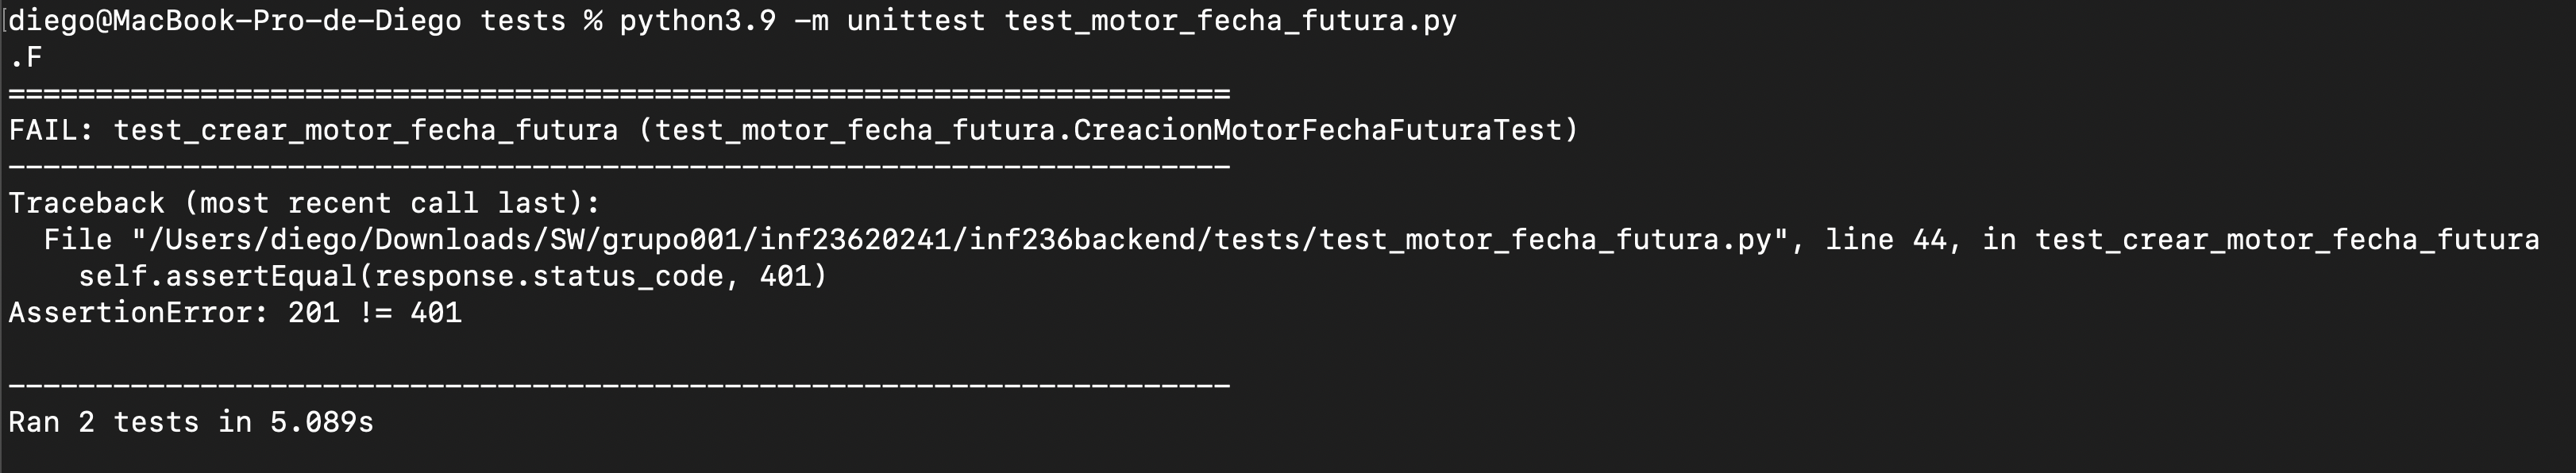 diego@MacBook-Pro-de-Diego tests % python3.9 -m unittest test_motor_fecha_futura.py
.F
======================================================================
FAIL: test_crear_motor_fecha_futura (test_motor_fecha_futura.CreacionMotorFechaFuturaTest)
----------------------------------------------------------------------
Traceback (most recent call last):
  File "/Users/diego/Downloads/SW/grupo001/inf23620241/inf236backend/tests/test_motor_fecha_futura.py", line 44, in test_crear_motor_fecha_futura
    self.assertEqual(response.status_code, 401)
AssertionError: 201 != 401

----------------------------------------------------------------------
Ran 2 tests in 5.089s